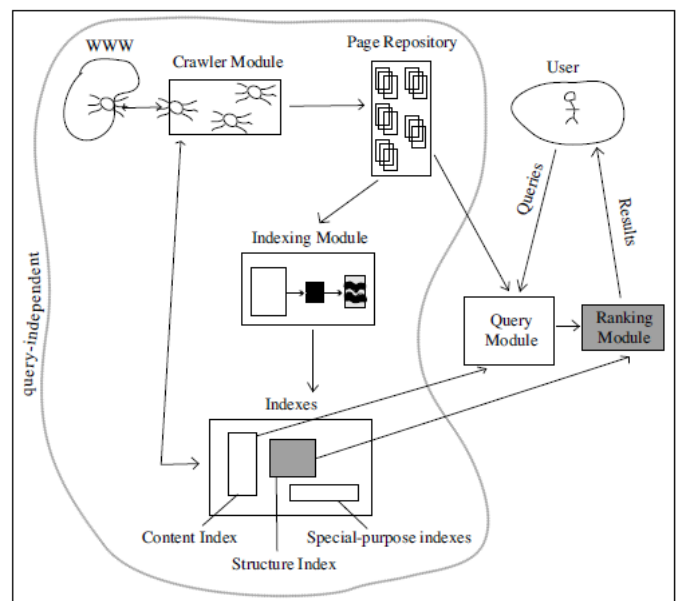 WWW
Crawler Module
Page Repository
User
Queries
Results
Indexing Module
query-independent
Query
Module
Ranking
Module
Indexes
Content Index
Special-purpose indexes
Structure Index